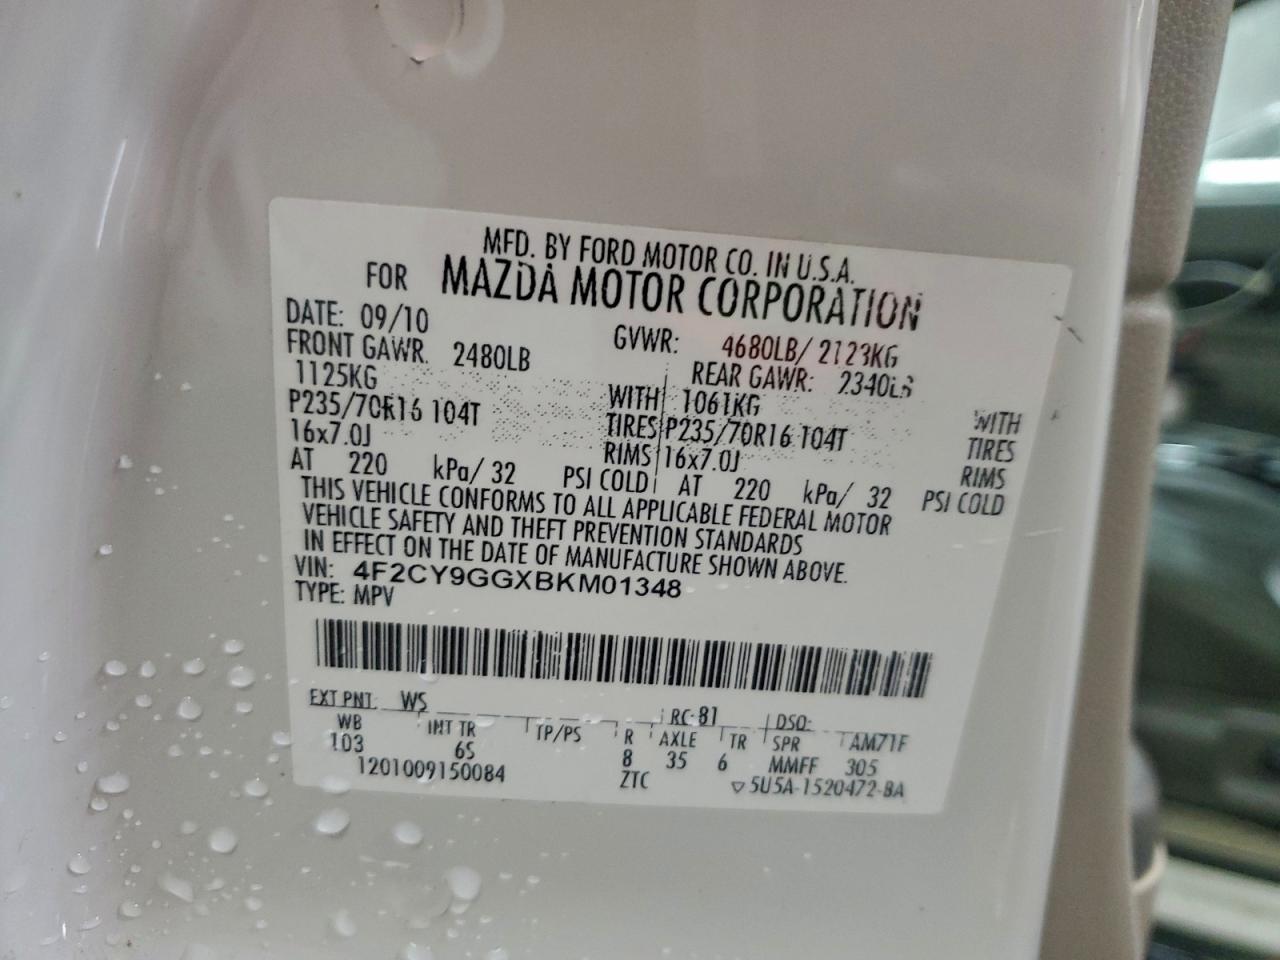 MFD. BY FORD MOTOR CO. IN U.S.A.
FOR MAZDA MOTOR CORPORATION
DATE: 09/10 GVWR: 4680LB/ 2123KG
FRONT GAWR: 2480LB REAR GAWR: 2340LB
1125KG WITH 1061KG WITH
P235/70R16 104T TIRES P235/70R16 104T TIRES
16x7.0J RIMS 16x7.0J RIMS
AT 220 kPa/ 32 PSI COLD AT 220 kPa/ 32 PSI COLD
THIS VEHICLE CONFORMS TO ALL APPLICABLE FEDERAL MOTOR
VEHICLE SAFETY AND THEFT PREVENTION STANDARDS
IN EFFECT ON THE DATE OF MANUFACTURE SHOWN ABOVE.
VIN: 4F2CY9GGXBKM01348
TYPE: MPV
EXT PNT: WS RC: 81 DSO:
WB INT TR TP/PS R AXLE TR SPR AM71F
103 6S 8 35 6 MMFF 305
1201009150084 ZTC ▽ 5U5A-1520472-BA